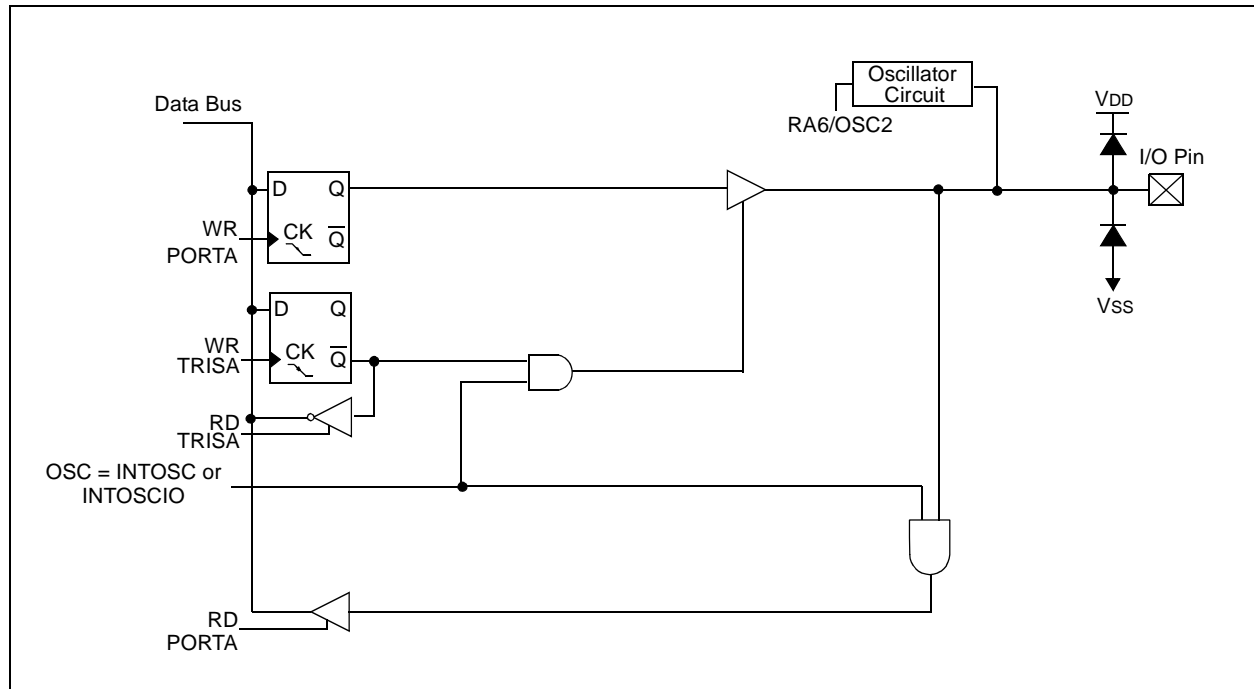 Oscillator
Circuit
RA6/OSC2
Data Bus
VDD
I/O Pin
D Q
WR
PORTA
CK Q̅
VSS
D Q
WR
TRISA
CK Q̅
RD
TRISA
OSC = INTOSC or
INTOSCIO
RD
PORTA